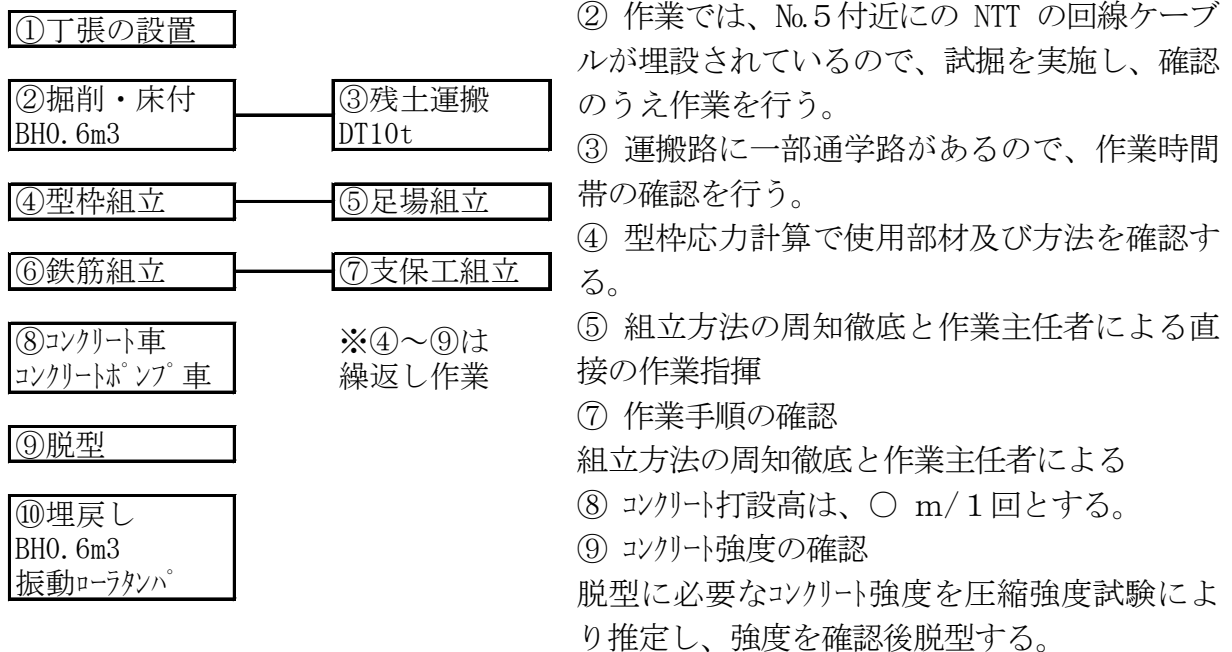 ①丁張の設置
②掘削・床付
BH0.6m3
③残土運搬
DT10t
④型枠組立
⑤足場組立
⑥鉄筋組立
⑦支保工組立
⑧ｺﾝｸﾘｰﾄ車
ｺﾝｸﾘｰﾄﾎﾟﾝﾌﾟ車
※④～⑨は
繰返し作業
⑨脱型
⑩埋戻し
BH0.6m3
振動ﾛｰﾗﾀﾝﾊﾟ
② 作業では、№５付近にの NTT の回線ケーブ
ルが埋設されているので、試掘を実施し、確認
のうえ作業を行う。
③ 運搬路に一部通学路があるので、作業時間
帯の確認を行う。
④ 型枠応力計算で使用部材及び方法を確認す
る。
⑤ 組立方法の周知徹底と作業主任者による直
接の作業指揮
⑦ 作業手順の確認
組立方法の周知徹底と作業主任者による
⑧ ｺﾝｸﾘｰﾄ打設高は、○ ｍ/１回とする。
⑨ ｺﾝｸﾘｰﾄ強度の確認
脱型に必要なｺﾝｸﾘｰﾄ強度を圧縮強度試験によ
り推定し、強度を確認後脱型する。